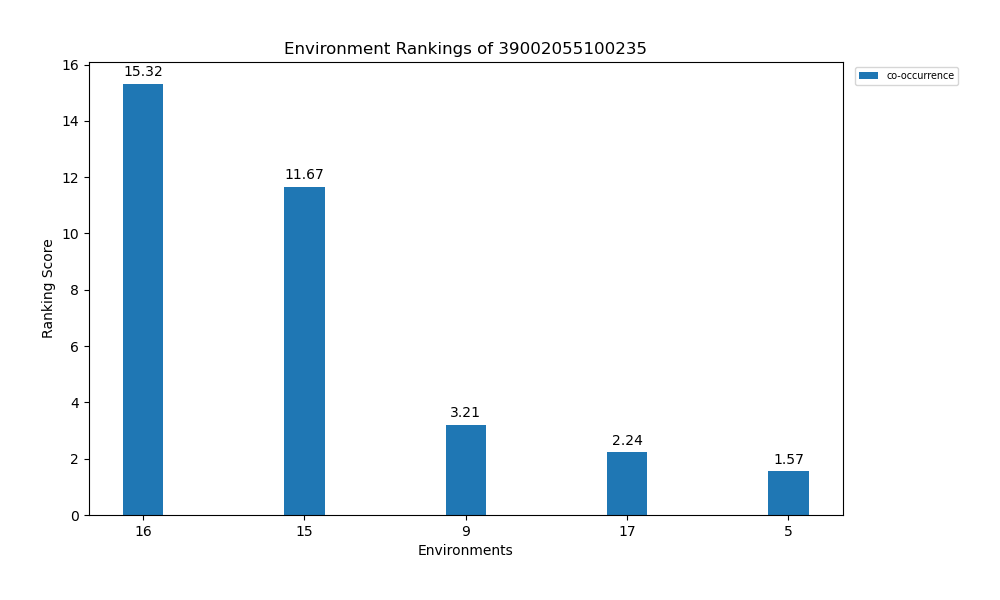 Environment Rankings of 39002055100235
co-occurrence
Ranking Score
16
14
12
10
8
6
4
2
0
15.32
11.67
3.21
2.24
1.57
16 15 9 17 5
Environments